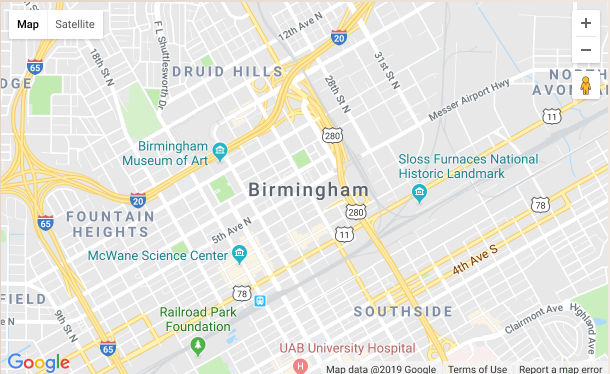 Map
Satellite
12th Ave N
F L Shuttlesworth Dr
18th St N
20
31st St N
65
DRUID HILLS
28th St N
DGE
Messer Airport Hwy
NORTH
AVOND
11
280
Birmingham
Museum of Art
Sloss Furnaces National
Historic Landmark
Birmingham
20
78
65
FOUNTAIN
HEIGHTS
280
5th Ave N
11
McWane Science Center
4th Ave S
78
FIELD
9th St N
Railroad Park
Foundation
SOUTHSIDE
Clairmont Ave
Highland Ave
65
UAB University Hospital
H
Google
Map data @2019 Google
Terms of Use
Report a map error